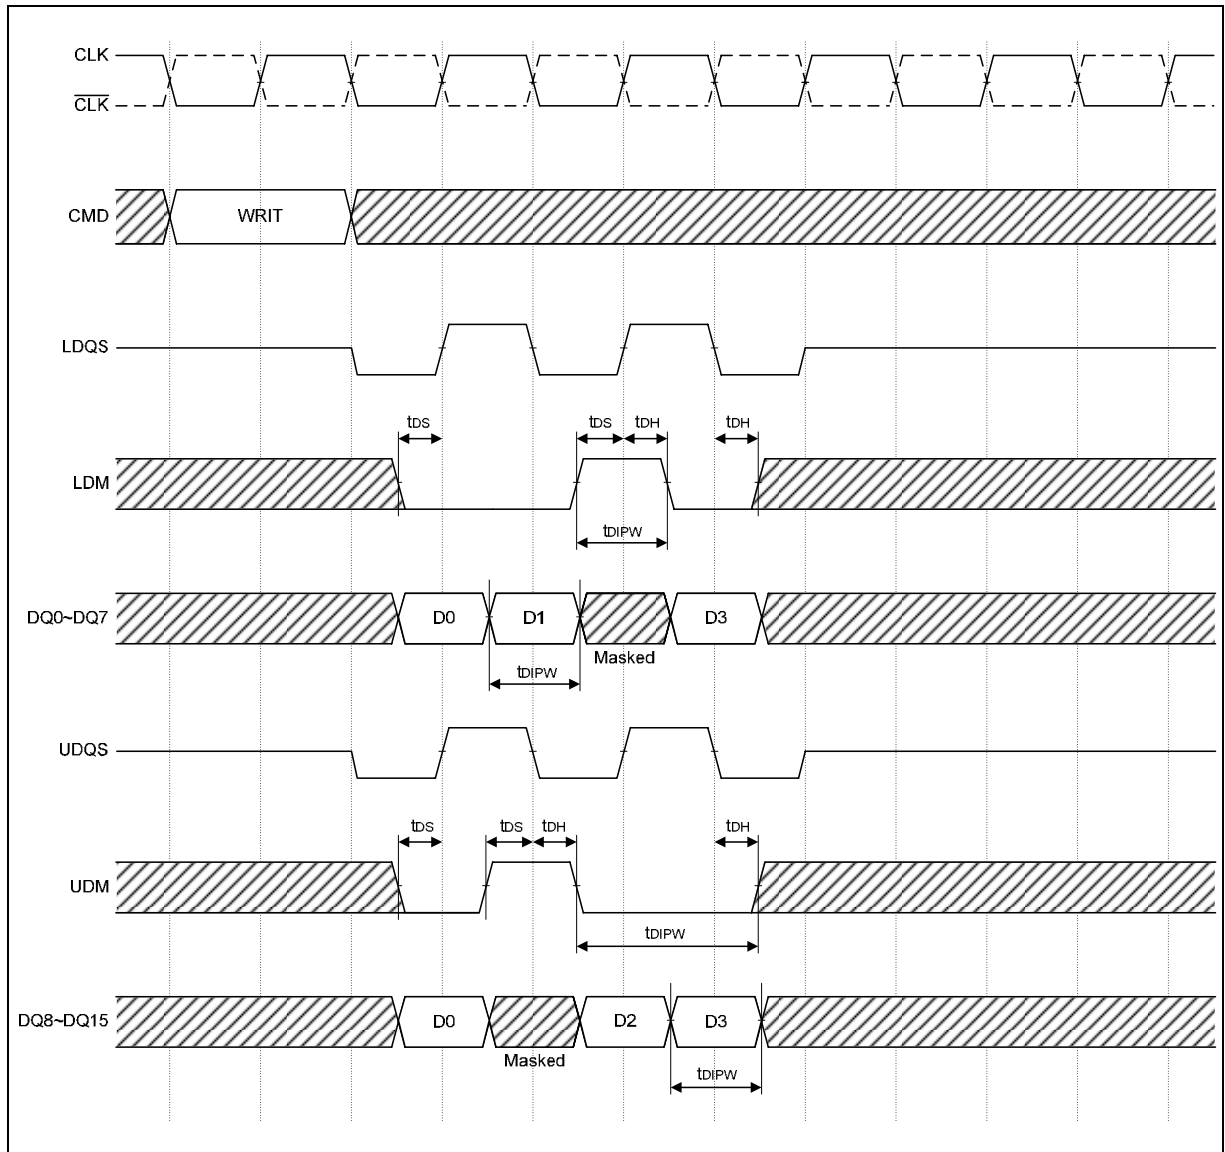 CLK
CLK
CMD
WRIT
LDQS
tDS
tDS
tDH
tDH
LDM
tDIPW
DQ0~DQ7
D0
D1
D3
Masked
tDIPW
UDQS
tDS
tDS
tDH
tDH
UDM
tDIPW
DQ8~DQ15
D0
D2
D3
Masked
tDIPW